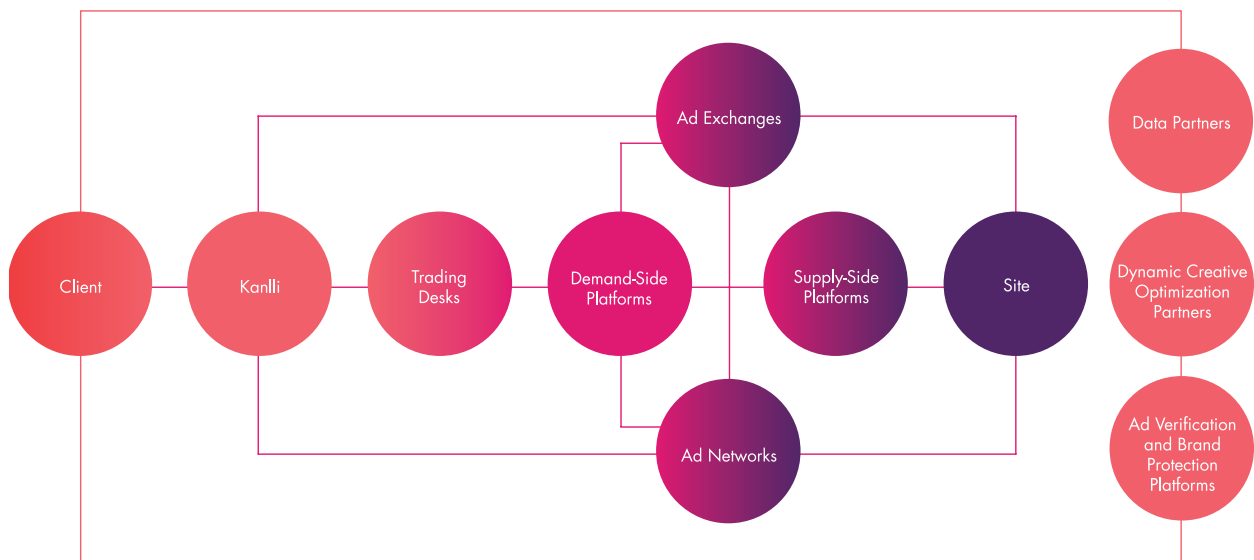 Ad Exchanges
Data Partners
Client
Kanlli
Trading
Desks
Demand-Side
Platforms
Supply-Side
Platforms
Site
Dynamic Creative
Optimization
Partners
Ad Networks
Ad Verification
and Brand
Protection
Platforms